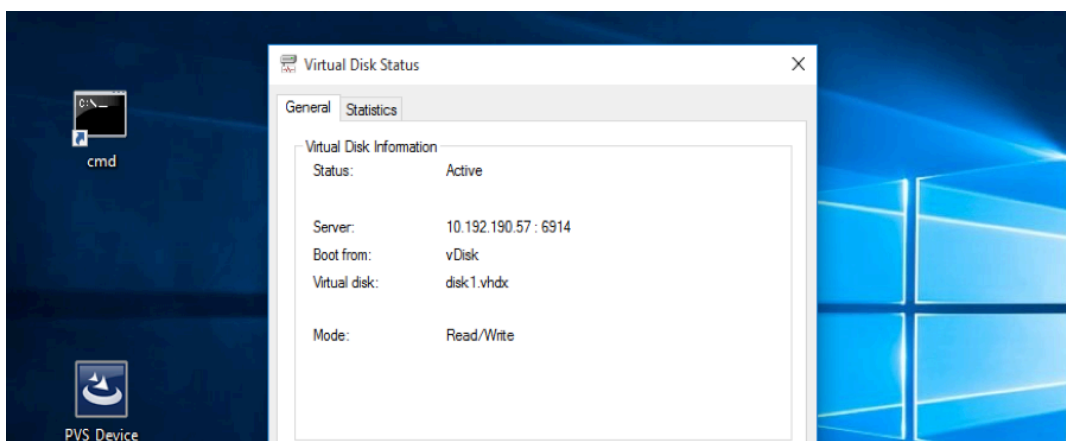 Virtual Disk Status
General Statistics
Virtual Disk Information
Status: Active
Server: 10.192.190.57 : 6914
Boot from: vDisk
Virtual disk: disk1.vhdx
Mode: Read/Write
C:\_
cmd
PVS Device